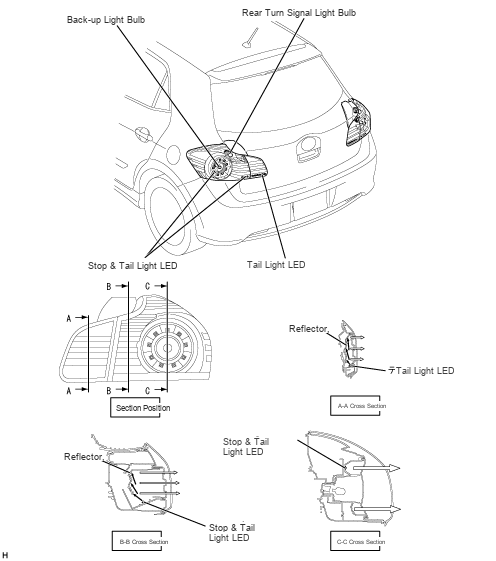 Rear Turn Signal Light Bulb
Back-up Light Bulb
Stop & Tail Light LED
Tail Light LED
B
C
A
A
B
C
Section Position
Reflector
テTail Light LED
A-A Cross Section
Reflector
Stop & Tail
Light LED
B-B Cross Section
Stop & Tail
Light LED
C-C Cross Section
H